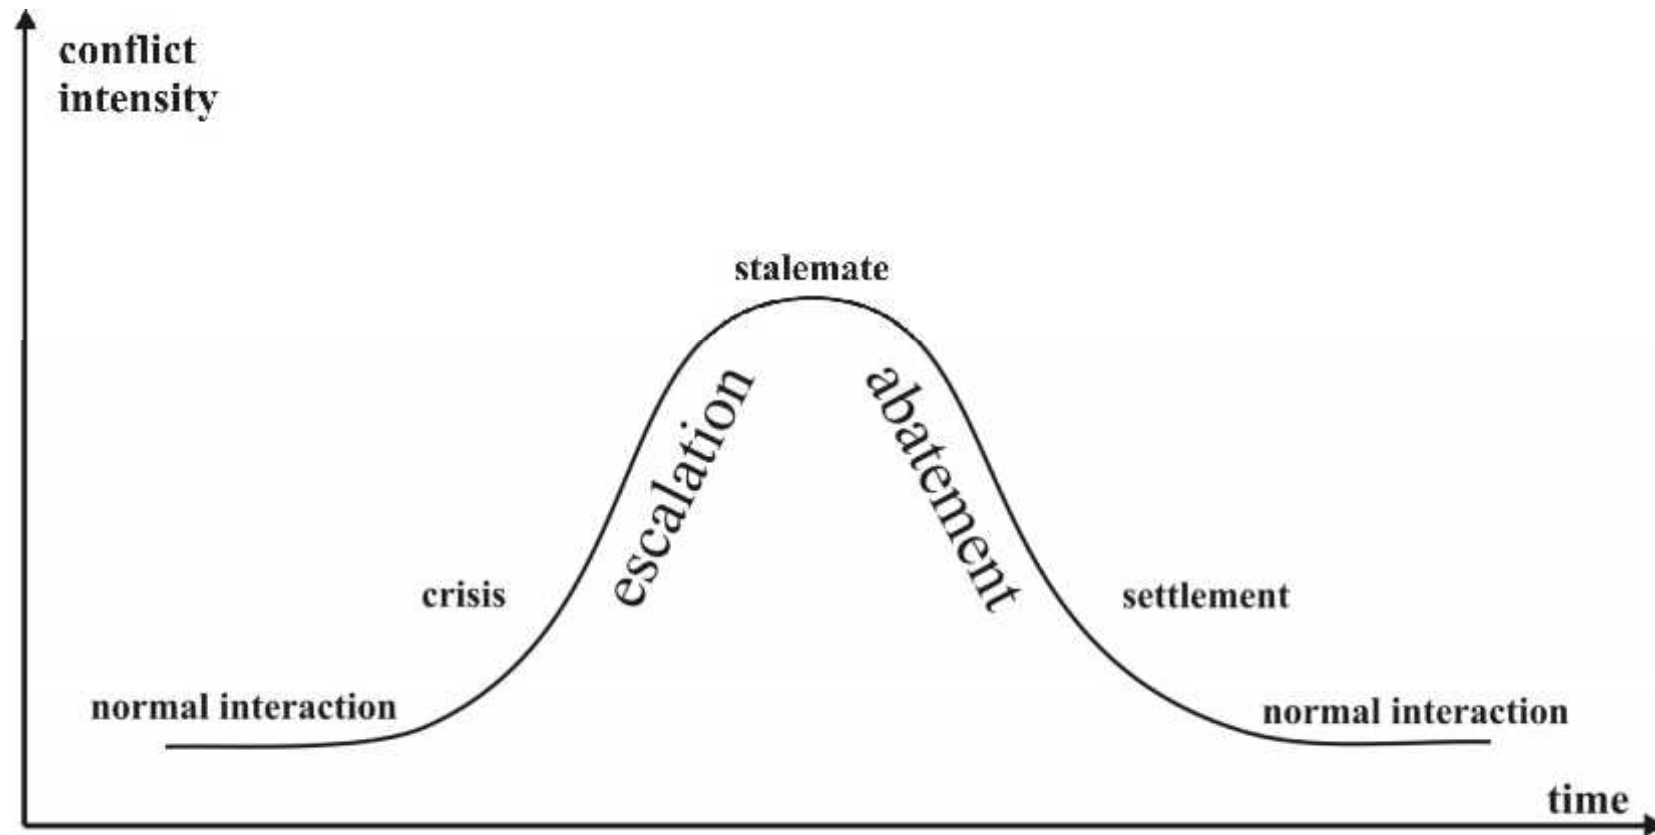 conflict
intensity
stalemate
escalation
abatement
crisis
settlement
normal interaction
normal interaction
time